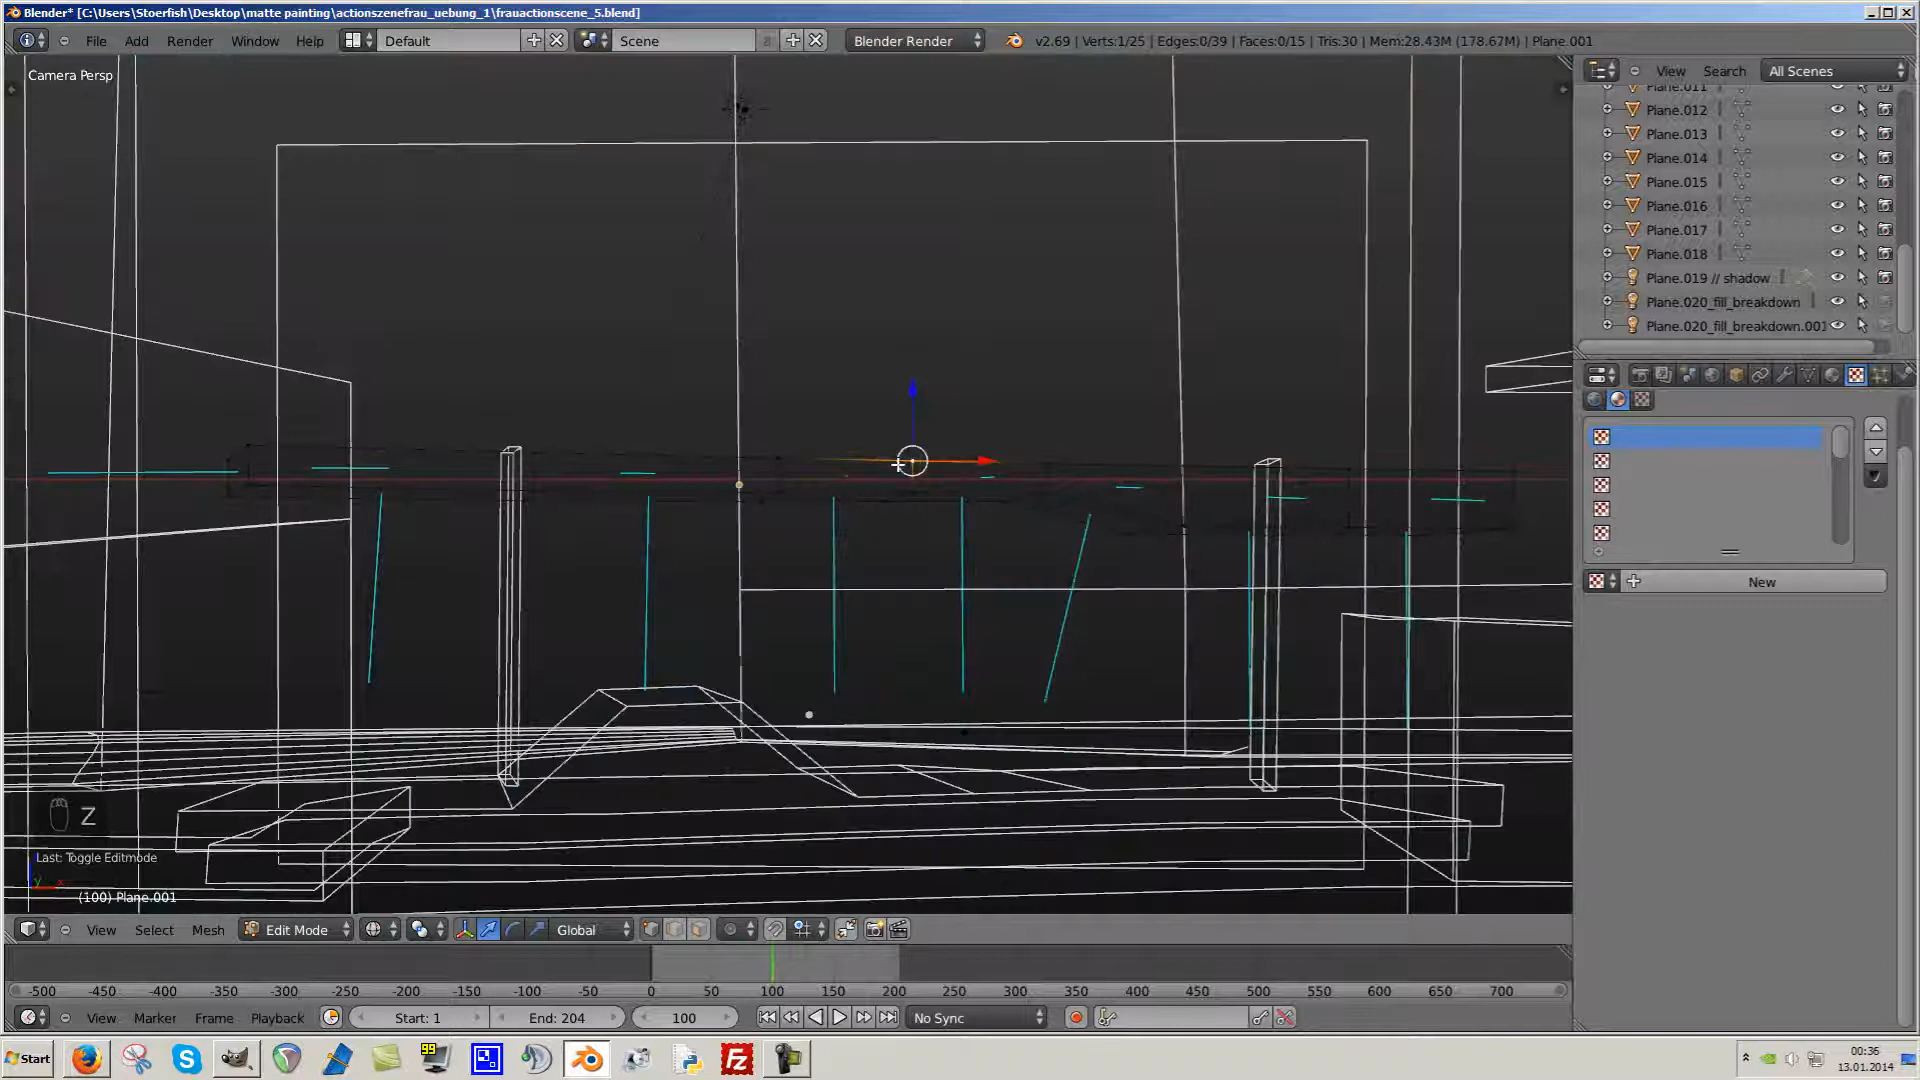 Blender* [C:\Users\Stoerfish\Desktop\matte painting\actionszenefrau_uebung_1\frauactionscene_5.blend]
File Add Render Window Help Default Scene Blender Render v2.69 | Verts:1/25 | Edges:0/39 | Faces:0/15 | Tris:30 | Mem:28.43M (178.67M) | Plane.001
Camera Persp
View Search All Scenes
Plane.011
Plane.012
Plane.013
Plane.014
Plane.015
Plane.016
Plane.017
Plane.018
Plane.019 // shadow
Plane.020_fill_breakdown
Plane.020_fill_breakdown.001
New
Z
Last: Toggle Editmode
y x
(100) Plane.001
View Select Mesh Edit Mode Global
-500 -450 -400 -350 -300 -250 -200 -150 -100 -50 0 50 100 150 200 250 300 350 400 450 500 550 600 650 700
View Marker Frame Playback Start: 1 End: 204 100 No Sync
Start 99 FZ
00:36
13.01.2014